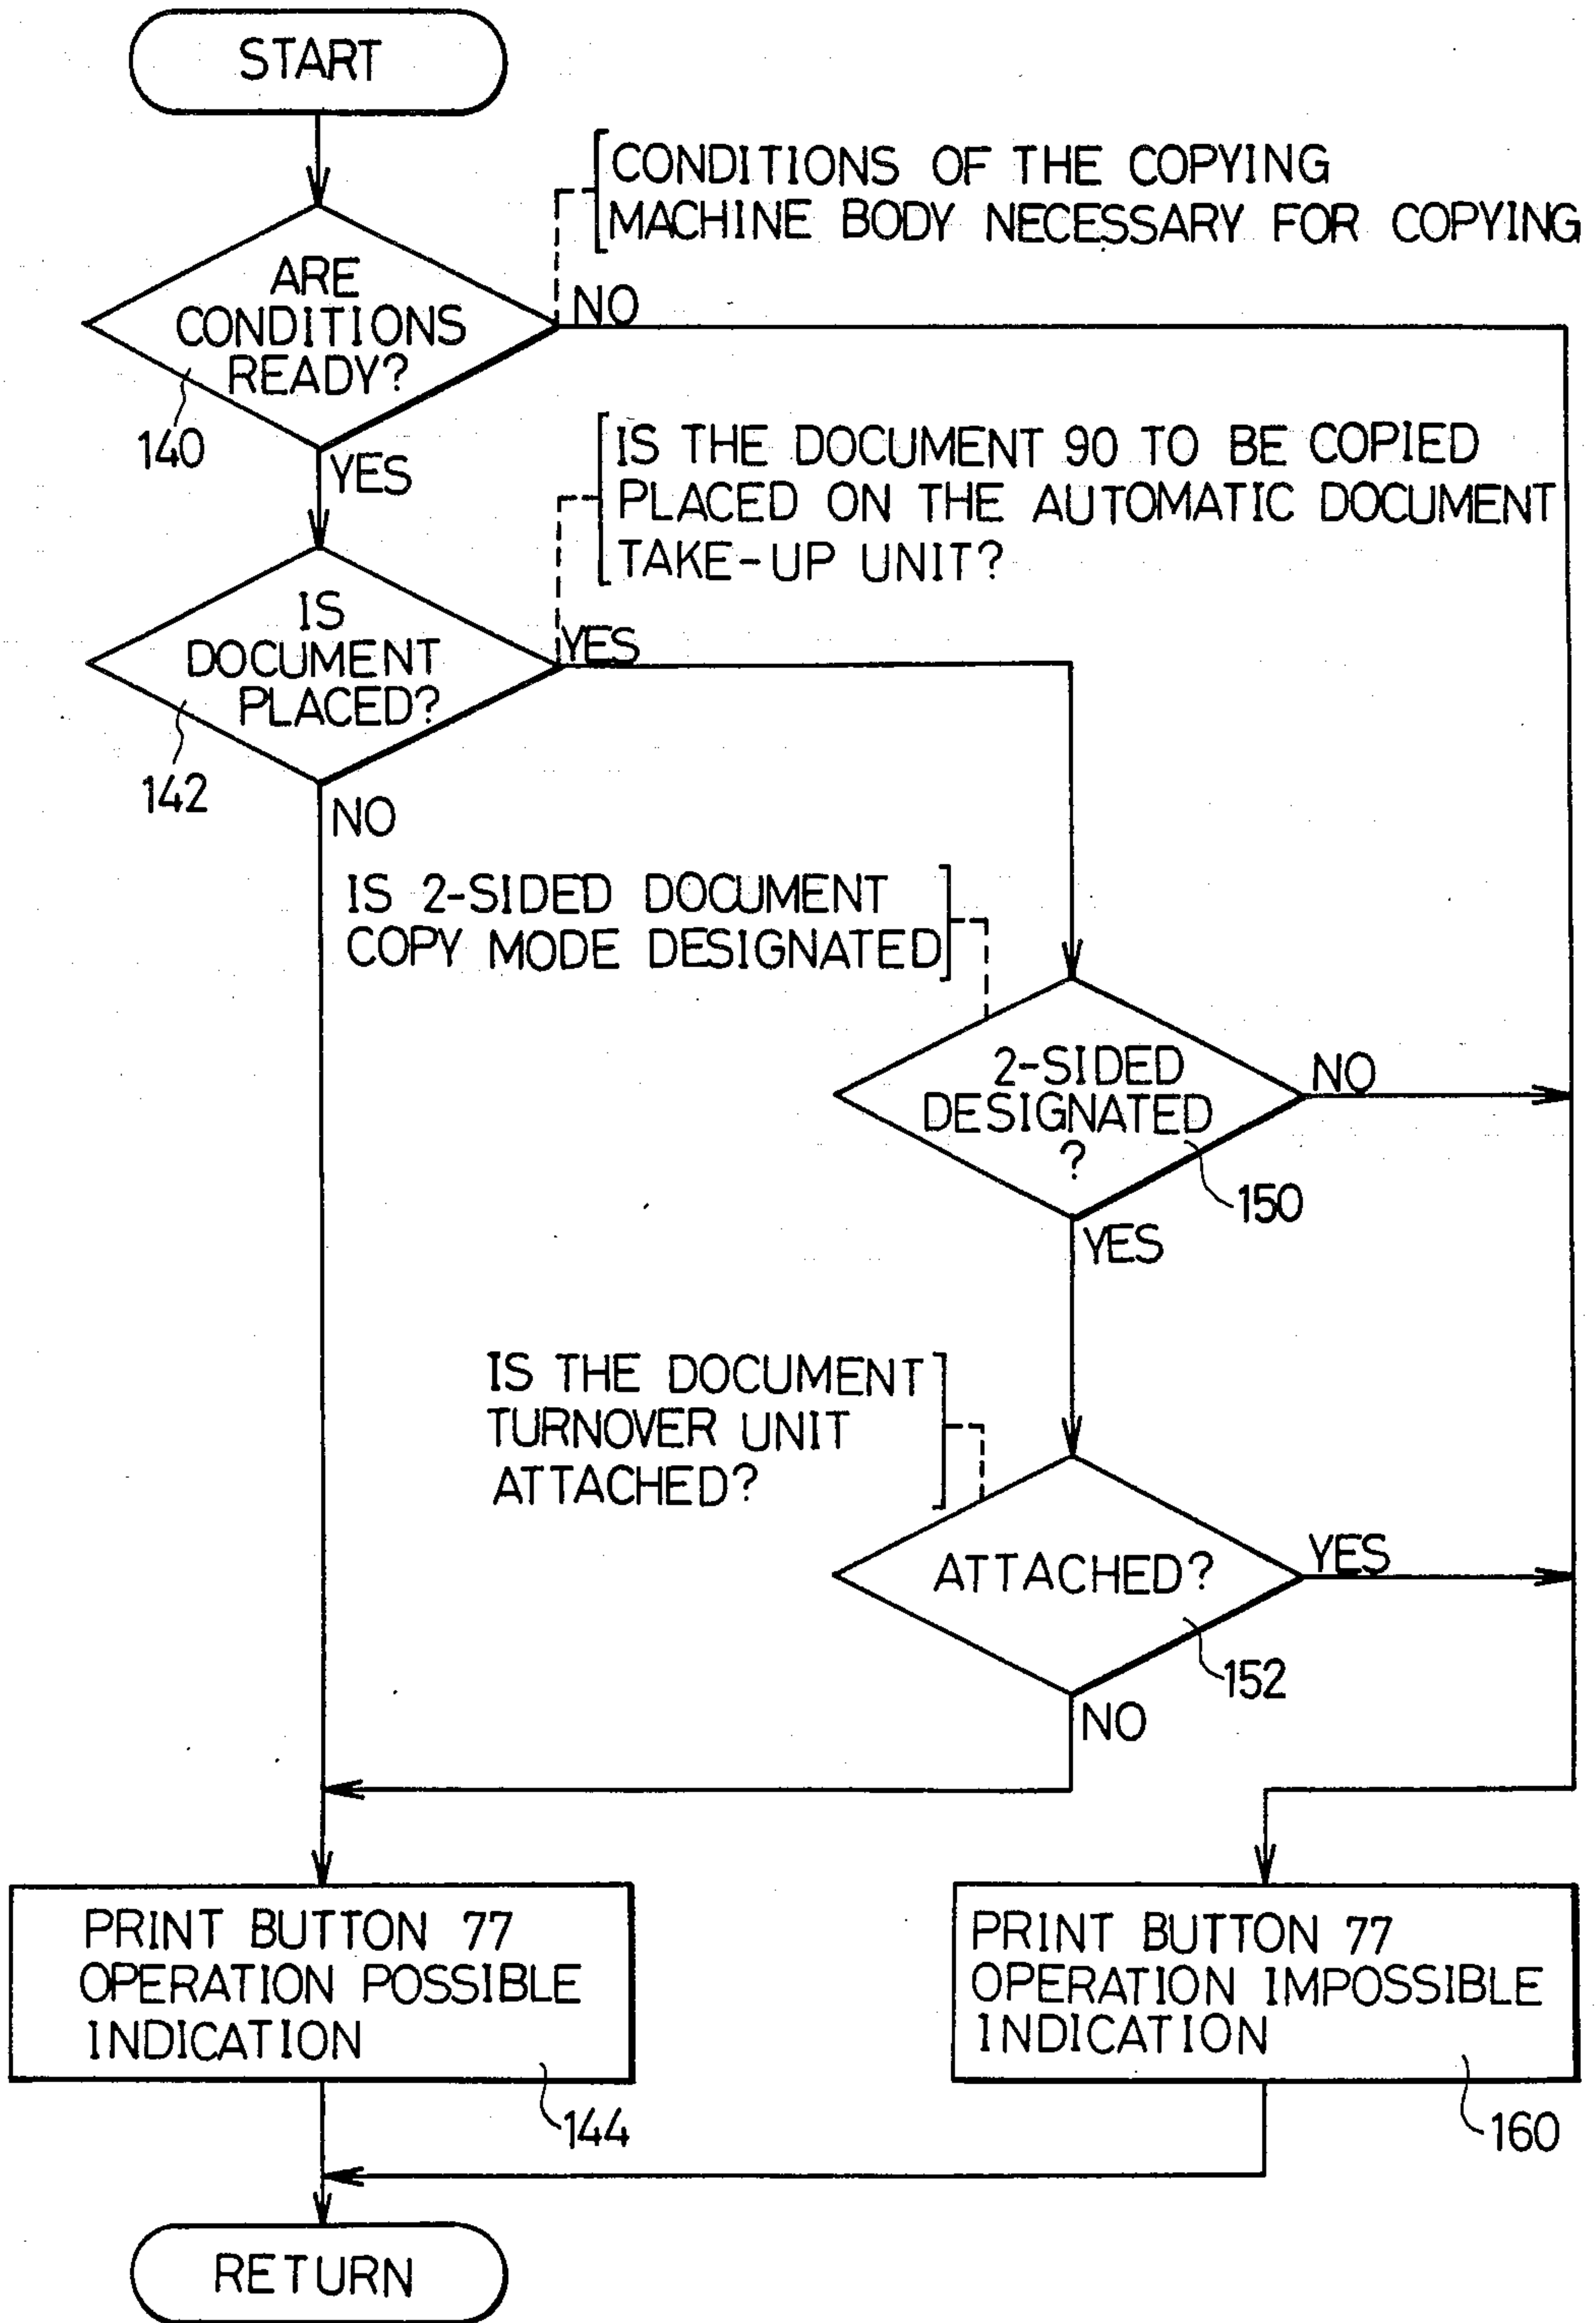 START
CONDITIONS OF THE COPYING
MACHINE BODY NECESSARY FOR COPYING
ARE
CONDITIONS
READY?
NO
140
YES
IS THE DOCUMENT 90 TO BE COPIED
PLACED ON THE AUTOMATIC DOCUMENT
TAKE-UP UNIT?
IS
DOCUMENT
PLACED?
YES
142
NO
IS 2-SIDED DOCUMENT
COPY MODE DESIGNATED
2-SIDED
DESIGNATED
?
NO
150
YES
IS THE DOCUMENT
TURNOVER UNIT
ATTACHED?
ATTACHED?
YES
152
NO
PRINT BUTTON 77
OPERATION POSSIBLE
INDICATION
144
PRINT BUTTON 77
OPERATION IMPOSSIBLE
INDICATION
160
RETURN